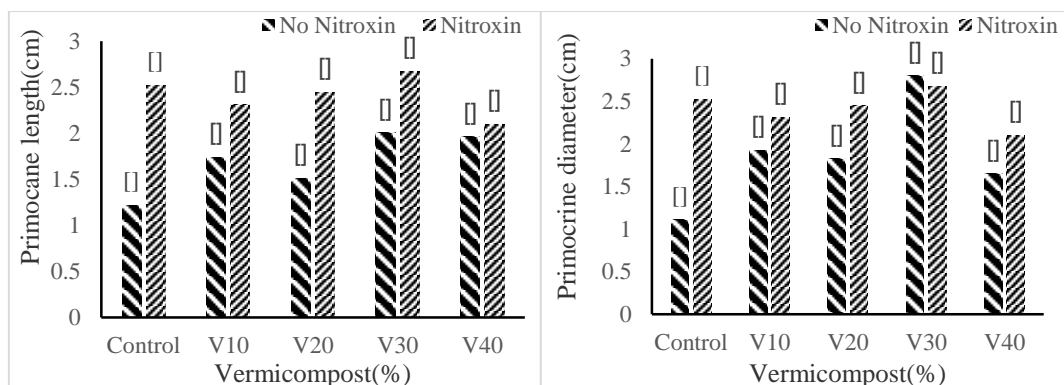 No Nitroxin Nitroxin
Primocane length(cm)
3
2.5
2
1.5
1
0.5
0
[] [] [] [] [] [] [] [] [] []
Control V10 V20 V30 V40
Vermicompost(%)
No Nitroxin Nitroxin
Primocrine diameter(cm)
3
2.5
2
1.5
1
0.5
0
[] [] [] [] [] [] [] [] [] []
Control V10 V20 V30 V40
Vermicompost(%)